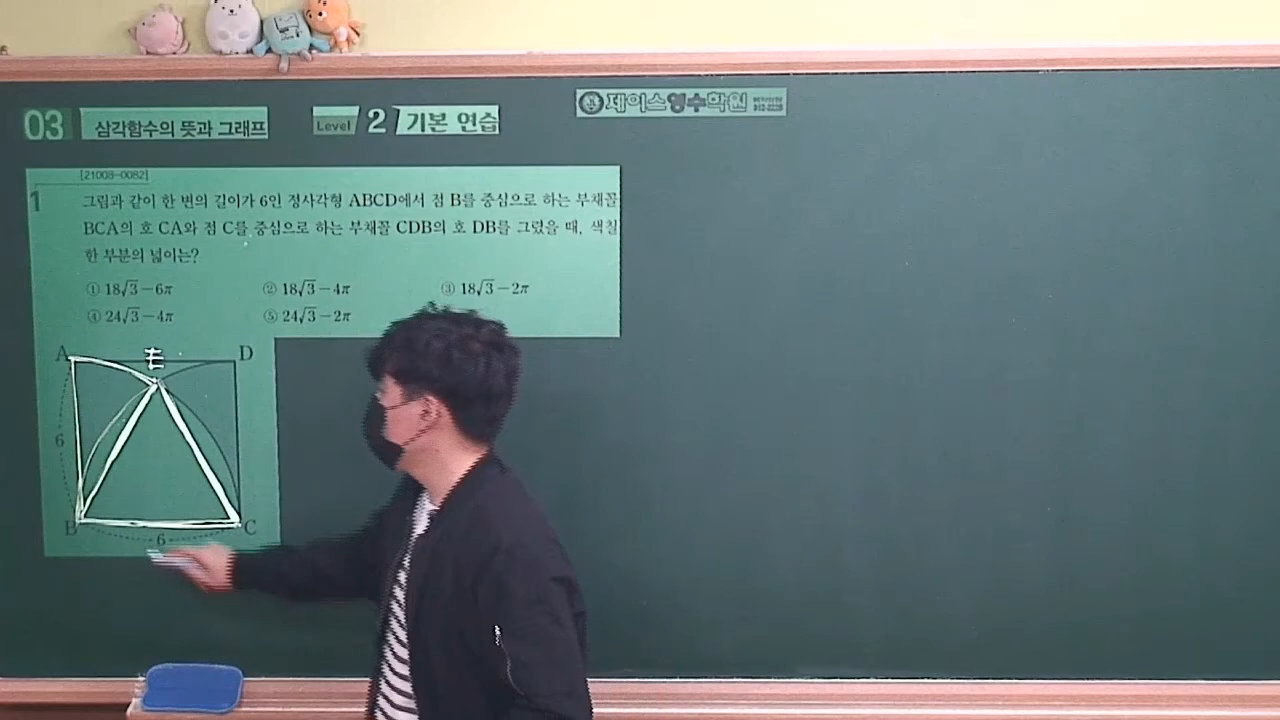 03 삼각함수의 뜻과 그래프 Level 2 기본 연습
제이스영수학원
[21008-0082]
1 그림과 같이 한 변의 길이가 6인 정사각형 ABCD에서 점 B를 중심으로 하는 부채꼴
BCA의 호 CA와 점 C를 중심으로 하는 부채꼴 CDB의 호 DB를 그렸을 때, 색칠
한 부분의 넓이는?
① 18√3−6π ② 18√3−4π ③ 18√3−2π
④ 24√3−4π ⑤ 24√3−2π
A E D
6
B C
6